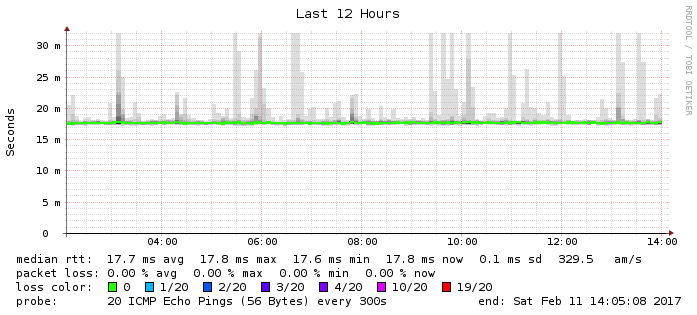 Last 12 Hours
RRDTOOL / TOBI OETIKER
Seconds
30 m
25 m
20 m
15 m
10 m
5 m
0
04:00 06:00 08:00 10:00 12:00 14:00
median rtt: 17.7 ms avg 17.8 ms max 17.6 ms min 17.8 ms now 0.1 ms sd 329.5 am/s
packet loss: 0.00 % avg 0.00 % max 0.00 % min 0.00 % now
loss color: 0 1/20 2/20 3/20 4/20 10/20 19/20
probe: 20 ICMP Echo Pings (56 Bytes) every 300s end: Sat Feb 11 14:05:08 2017